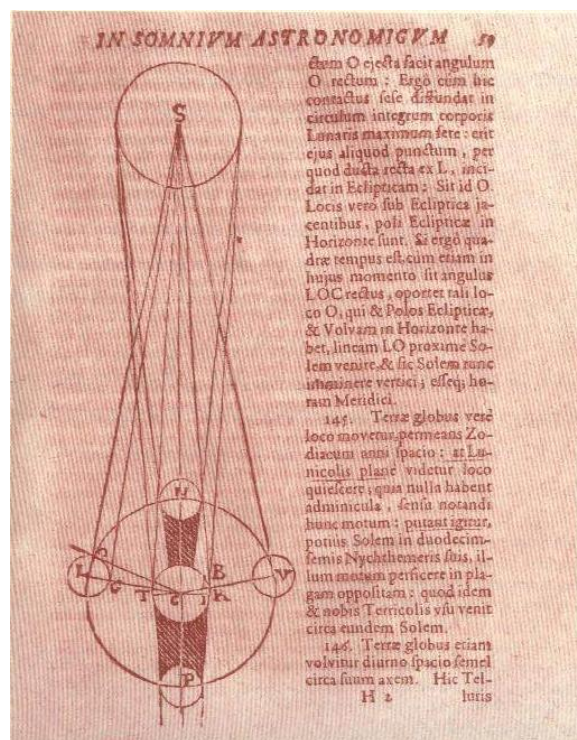 IN SOMNIVM ASTRONOMICVM 59
ctum O ejecta facit angulum
O rectum : Ergò cùm hic
contactus sese diffundat in
circulum integrum corporis
Lunaris maximum fere : erit
ejus aliquod punctum , per
quod ducta recta ex L, inci-
dat in Eclipticam : Sit id O.
Locis verò sub Ecliptica ja-
centibus, poli Eclipticæ in
Horizonte sunt. Si ergò qua-
dræ tempus est, cum etiam in
hujus momento sit angulus
LOC rectus, oportet tali lo-
co O, qui & Polos Eclipticæ,
& Volvam in Horizonte ha-
bet, lineam LO proximè So-
lem venire, & sic Solem tunc
imminere vertici ; esseq; ho-
ram Meridici.
145. Terræ globus verè
loco movetur, permeans Zo-
diacum anni spacio : at Lu-
nicolis planè videtur loco
quiescere ; quia nulla habent
adminicula , sensu notandi
hunc motum : putant igitur,
potiùs Solem in duodecim-
semis Nychthemeris suis, il-
lum motum perficere in pla-
gam oppositam : quod idem
& nobis Terricolis usu venit
circa eundem Solem.
146. Terræ globus etiam
volvitur diurno spacio semel
circa suum axem. Hic Tel-
H 2 luris
S
N
O
L
G
T
C
I
B
h
V
P